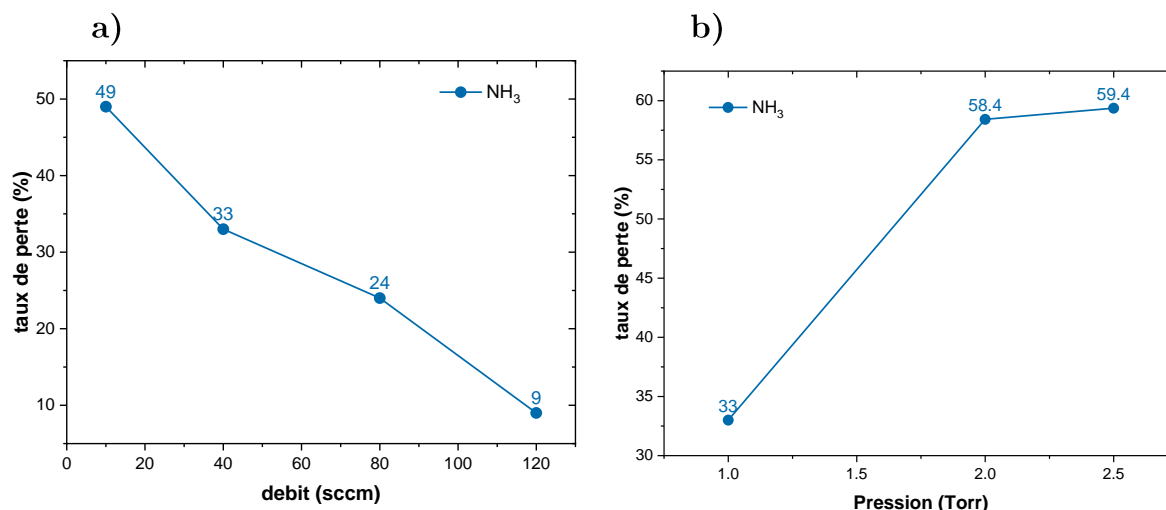 a)
49
33
24
9
NH3
50
40
30
20
10
taux de perte (%)
0 20 40 60 80 100 120
debit (sccm)
b)
33
58.4
59.4
NH3
60
55
50
45
40
35
30
taux de perte (%)
1.0 1.5 2.0 2.5
Pression (Torr)